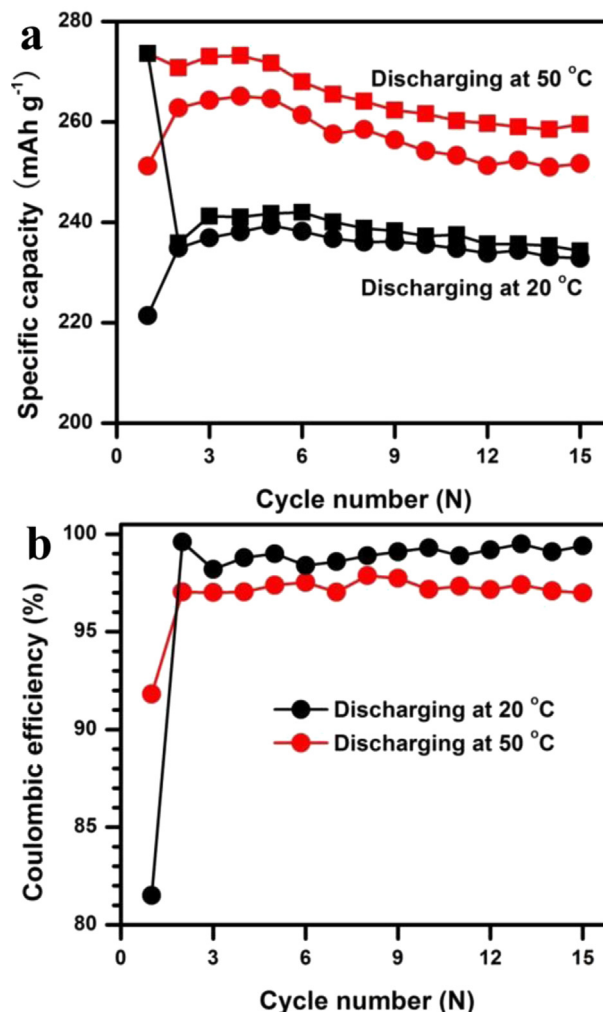 a
Specific capacity (mAh g⁻¹)
280
260
240
220
200
Discharging at 50 °C
Discharging at 20 °C
0 3 6 9 12 15
Cycle number (N)
b
Coulombic efficiency (%)
100
95
90
85
80
Discharging at 20 °C
Discharging at 50 °C
0 3 6 9 12 15
Cycle number (N)